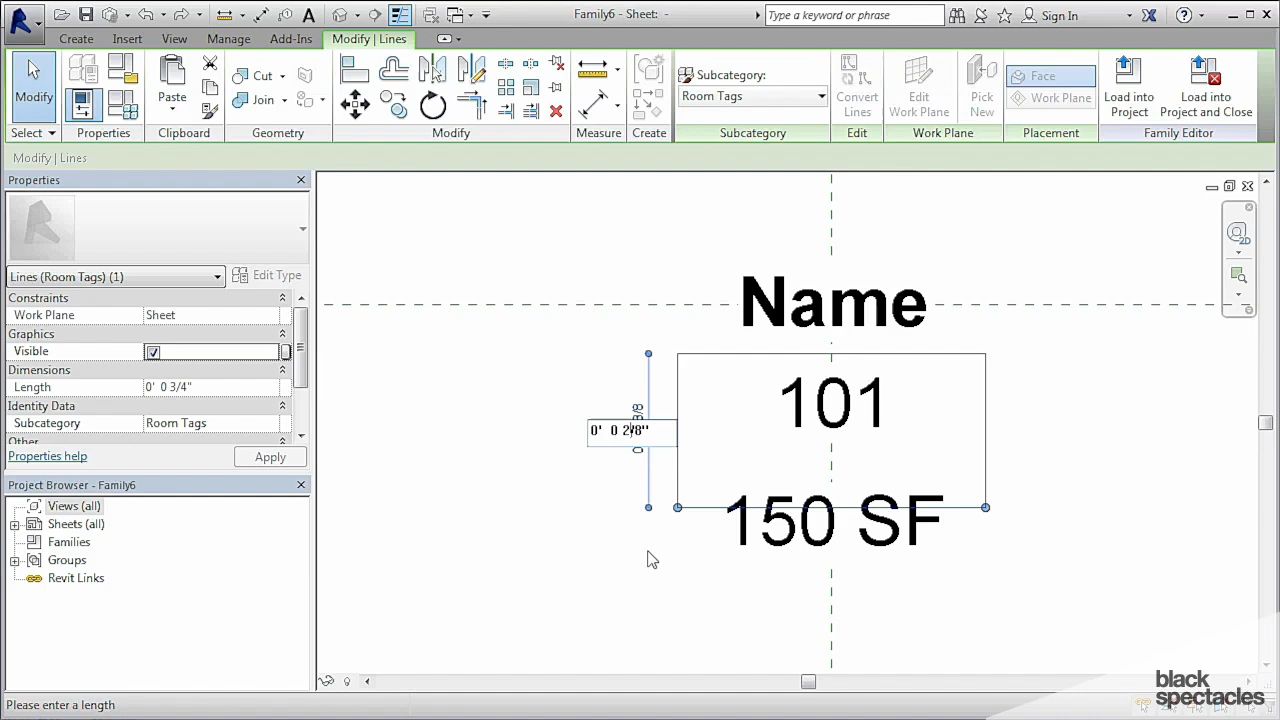 Family6 - Sheet: -
Type a keyword or phrase
Sign In
Create
Insert
View
Manage
Add-Ins
Modify | Lines
Modify
Paste
Cut
Join
Subcategory:
Room Tags
Convert Lines
Edit Work Plane
Pick New
Face
Work Plane
Load into Project
Load into Project and Close
Select
Properties
Clipboard
Geometry
Modify
Measure
Create
Subcategory
Edit
Work Plane
Placement
Family Editor
Modify | Lines
Properties
Lines (Room Tags) (1)
Edit Type
Constraints
Work Plane Sheet
Graphics
Visible
Dimensions
Length 0' 0 3/4"
Identity Data
Subcategory Room Tags
Other
Properties help
Apply
Project Browser - Family6
Views (all)
Sheets (all)
Families
Groups
Revit Links
Name
101
150 SF
0' 0 2/8"
2D
Please enter a length
black
spectacles